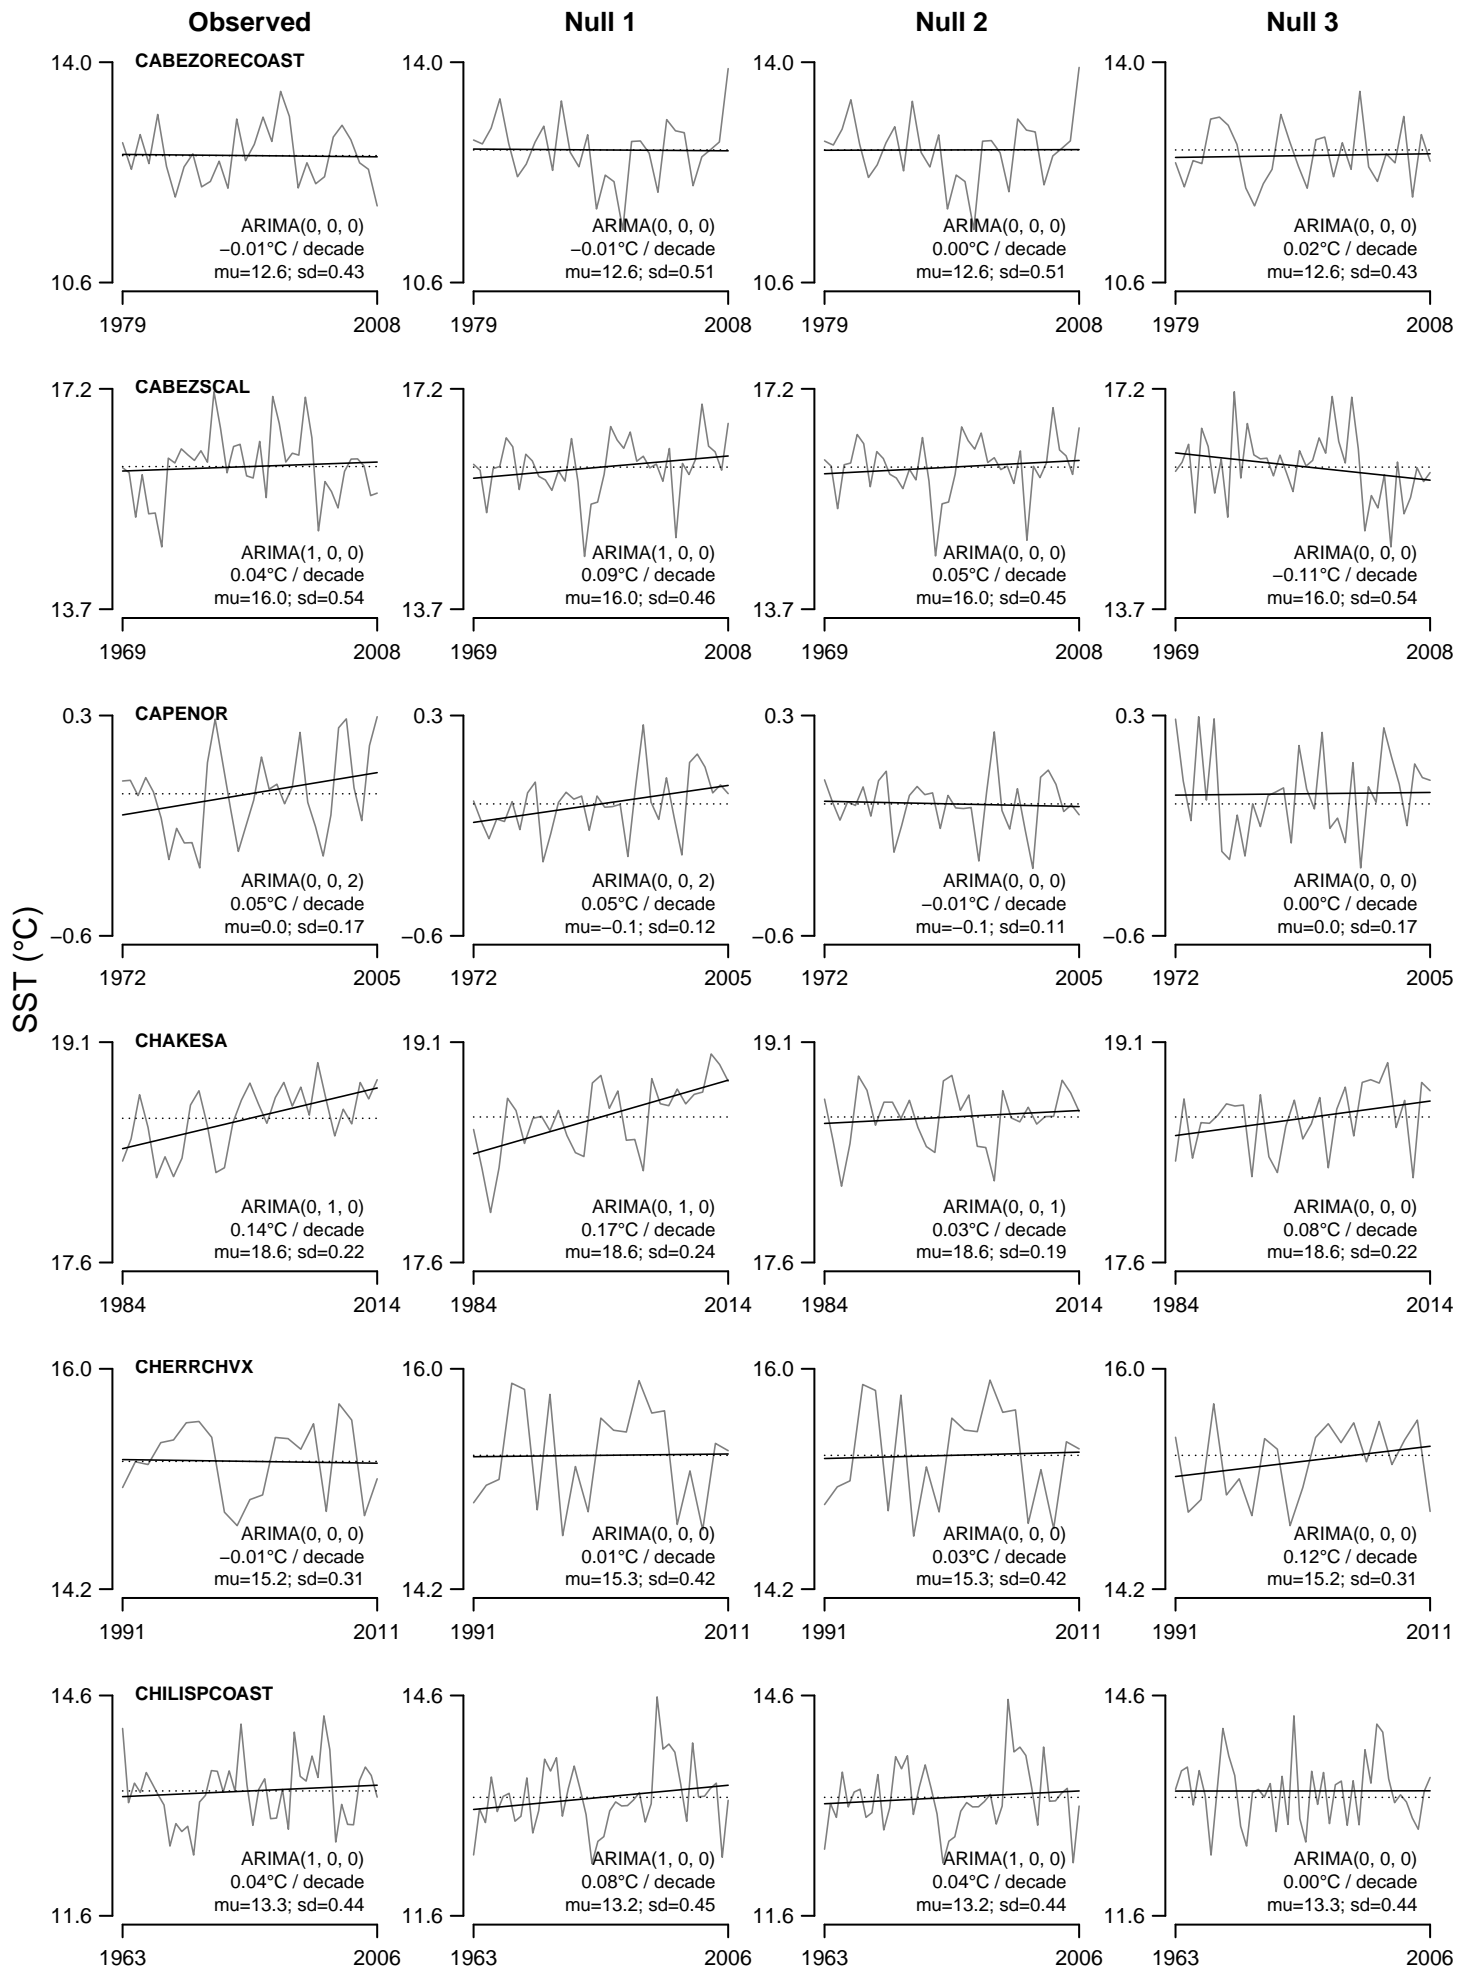 Observed Null 1 Null 2 Null 3
SST (°C)
CABEZORECOAST
14.0 14.0 14.0 14.0
ARIMA(0, 0, 0) ARIMA(0, 0, 0) ARIMA(0, 0, 0) ARIMA(0, 0, 0)
−0.01°C / decade −0.01°C / decade 0.00°C / decade 0.02°C / decade
mu=12.6; sd=0.43 mu=12.6; sd=0.51 mu=12.6; sd=0.51 mu=12.6; sd=0.43
10.6 10.6 10.6 10.6
1979 2008 1979 2008 1979 2008 1979 2008
CABEZSCAL
17.2 17.2 17.2 17.2
ARIMA(1, 0, 0) ARIMA(1, 0, 0) ARIMA(0, 0, 0) ARIMA(0, 0, 0)
0.04°C / decade 0.09°C / decade 0.05°C / decade −0.11°C / decade
mu=16.0; sd=0.54 mu=16.0; sd=0.46 mu=16.0; sd=0.45 mu=16.0; sd=0.54
13.7 13.7 13.7 13.7
1969 2008 1969 2008 1969 2008 1969 2008
CAPENOR
0.3 0.3 0.3 0.3
ARIMA(0, 0, 2) ARIMA(0, 0, 2) ARIMA(0, 0, 0) ARIMA(0, 0, 0)
0.05°C / decade 0.05°C / decade −0.01°C / decade 0.00°C / decade
mu=0.0; sd=0.17 mu=−0.1; sd=0.12 mu=−0.1; sd=0.11 mu=0.0; sd=0.17
−0.6 −0.6 −0.6 −0.6
1972 2005 1972 2005 1972 2005 1972 2005
CHAKESA
19.1 19.1 19.1 19.1
ARIMA(0, 1, 0) ARIMA(0, 1, 0) ARIMA(0, 0, 1) ARIMA(0, 0, 0)
0.14°C / decade 0.17°C / decade 0.03°C / decade 0.08°C / decade
mu=18.6; sd=0.22 mu=18.6; sd=0.24 mu=18.6; sd=0.19 mu=18.6; sd=0.22
17.6 17.6 17.6 17.6
1984 2014 1984 2014 1984 2014 1984 2014
CHERRCHVX
16.0 16.0 16.0 16.0
ARIMA(0, 0, 0) ARIMA(0, 0, 0) ARIMA(0, 0, 0) ARIMA(0, 0, 0)
−0.01°C / decade 0.01°C / decade 0.03°C / decade 0.12°C / decade
mu=15.2; sd=0.31 mu=15.3; sd=0.42 mu=15.3; sd=0.42 mu=15.2; sd=0.31
14.2 14.2 14.2 14.2
1991 2011 1991 2011 1991 2011 1991 2011
CHILISPCOAST
14.6 14.6 14.6 14.6
ARIMA(1, 0, 0) ARIMA(1, 0, 0) ARIMA(1, 0, 0) ARIMA(0, 0, 0)
0.04°C / decade 0.08°C / decade 0.04°C / decade 0.00°C / decade
mu=13.3; sd=0.44 mu=13.2; sd=0.45 mu=13.2; sd=0.44 mu=13.3; sd=0.44
11.6 11.6 11.6 11.6
1963 2006 1963 2006 1963 2006 1963 2006